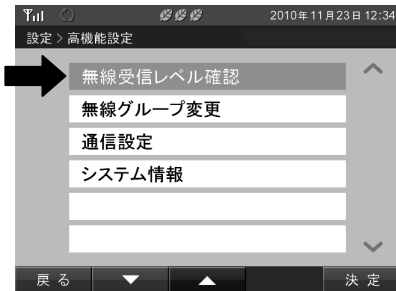 2010年11月23日 12:34
設定 > 高機能設定
無線受信レベル確認
無線グループ変更
通信設定
システム情報
戻る ▼ ▲ 決定